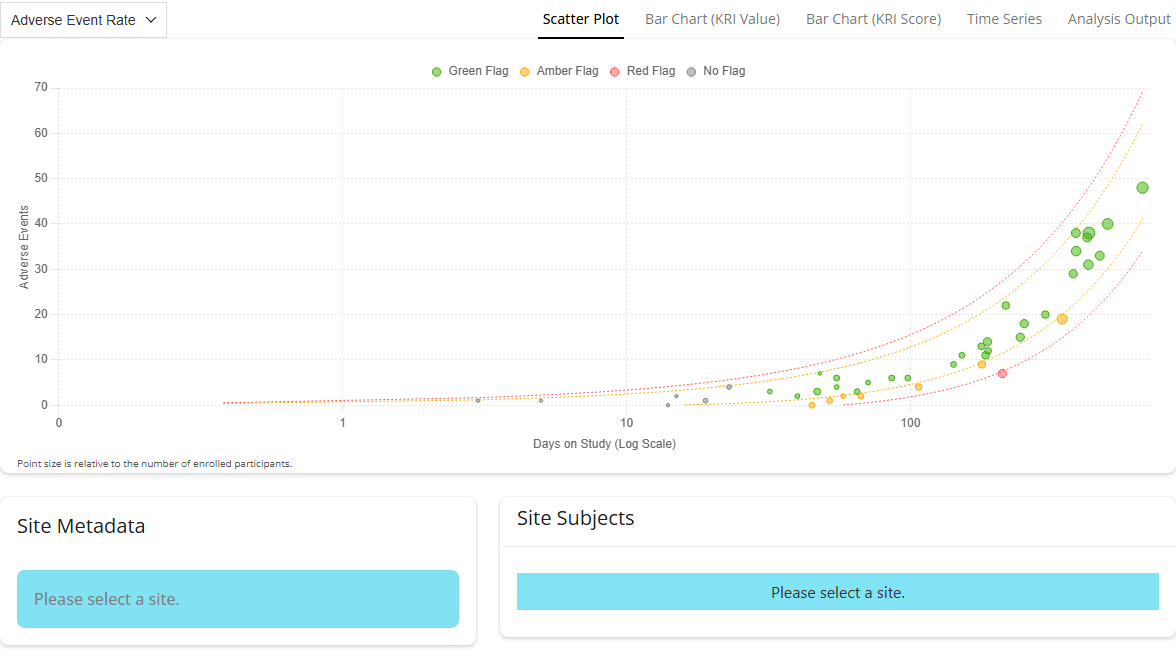 Adverse Event Rate
Scatter Plot Bar Chart (KRI Value) Bar Chart (KRI Score) Time Series Analysis Output
Green Flag Amber Flag Red Flag No Flag
70
60
50
40
30
20
10
0
Adverse Events
0 1 10 100
Days on Study (Log Scale)
Point size is relative to the number of enrolled participants.
Site Metadata
Please select a site.
Site Subjects
Please select a site.